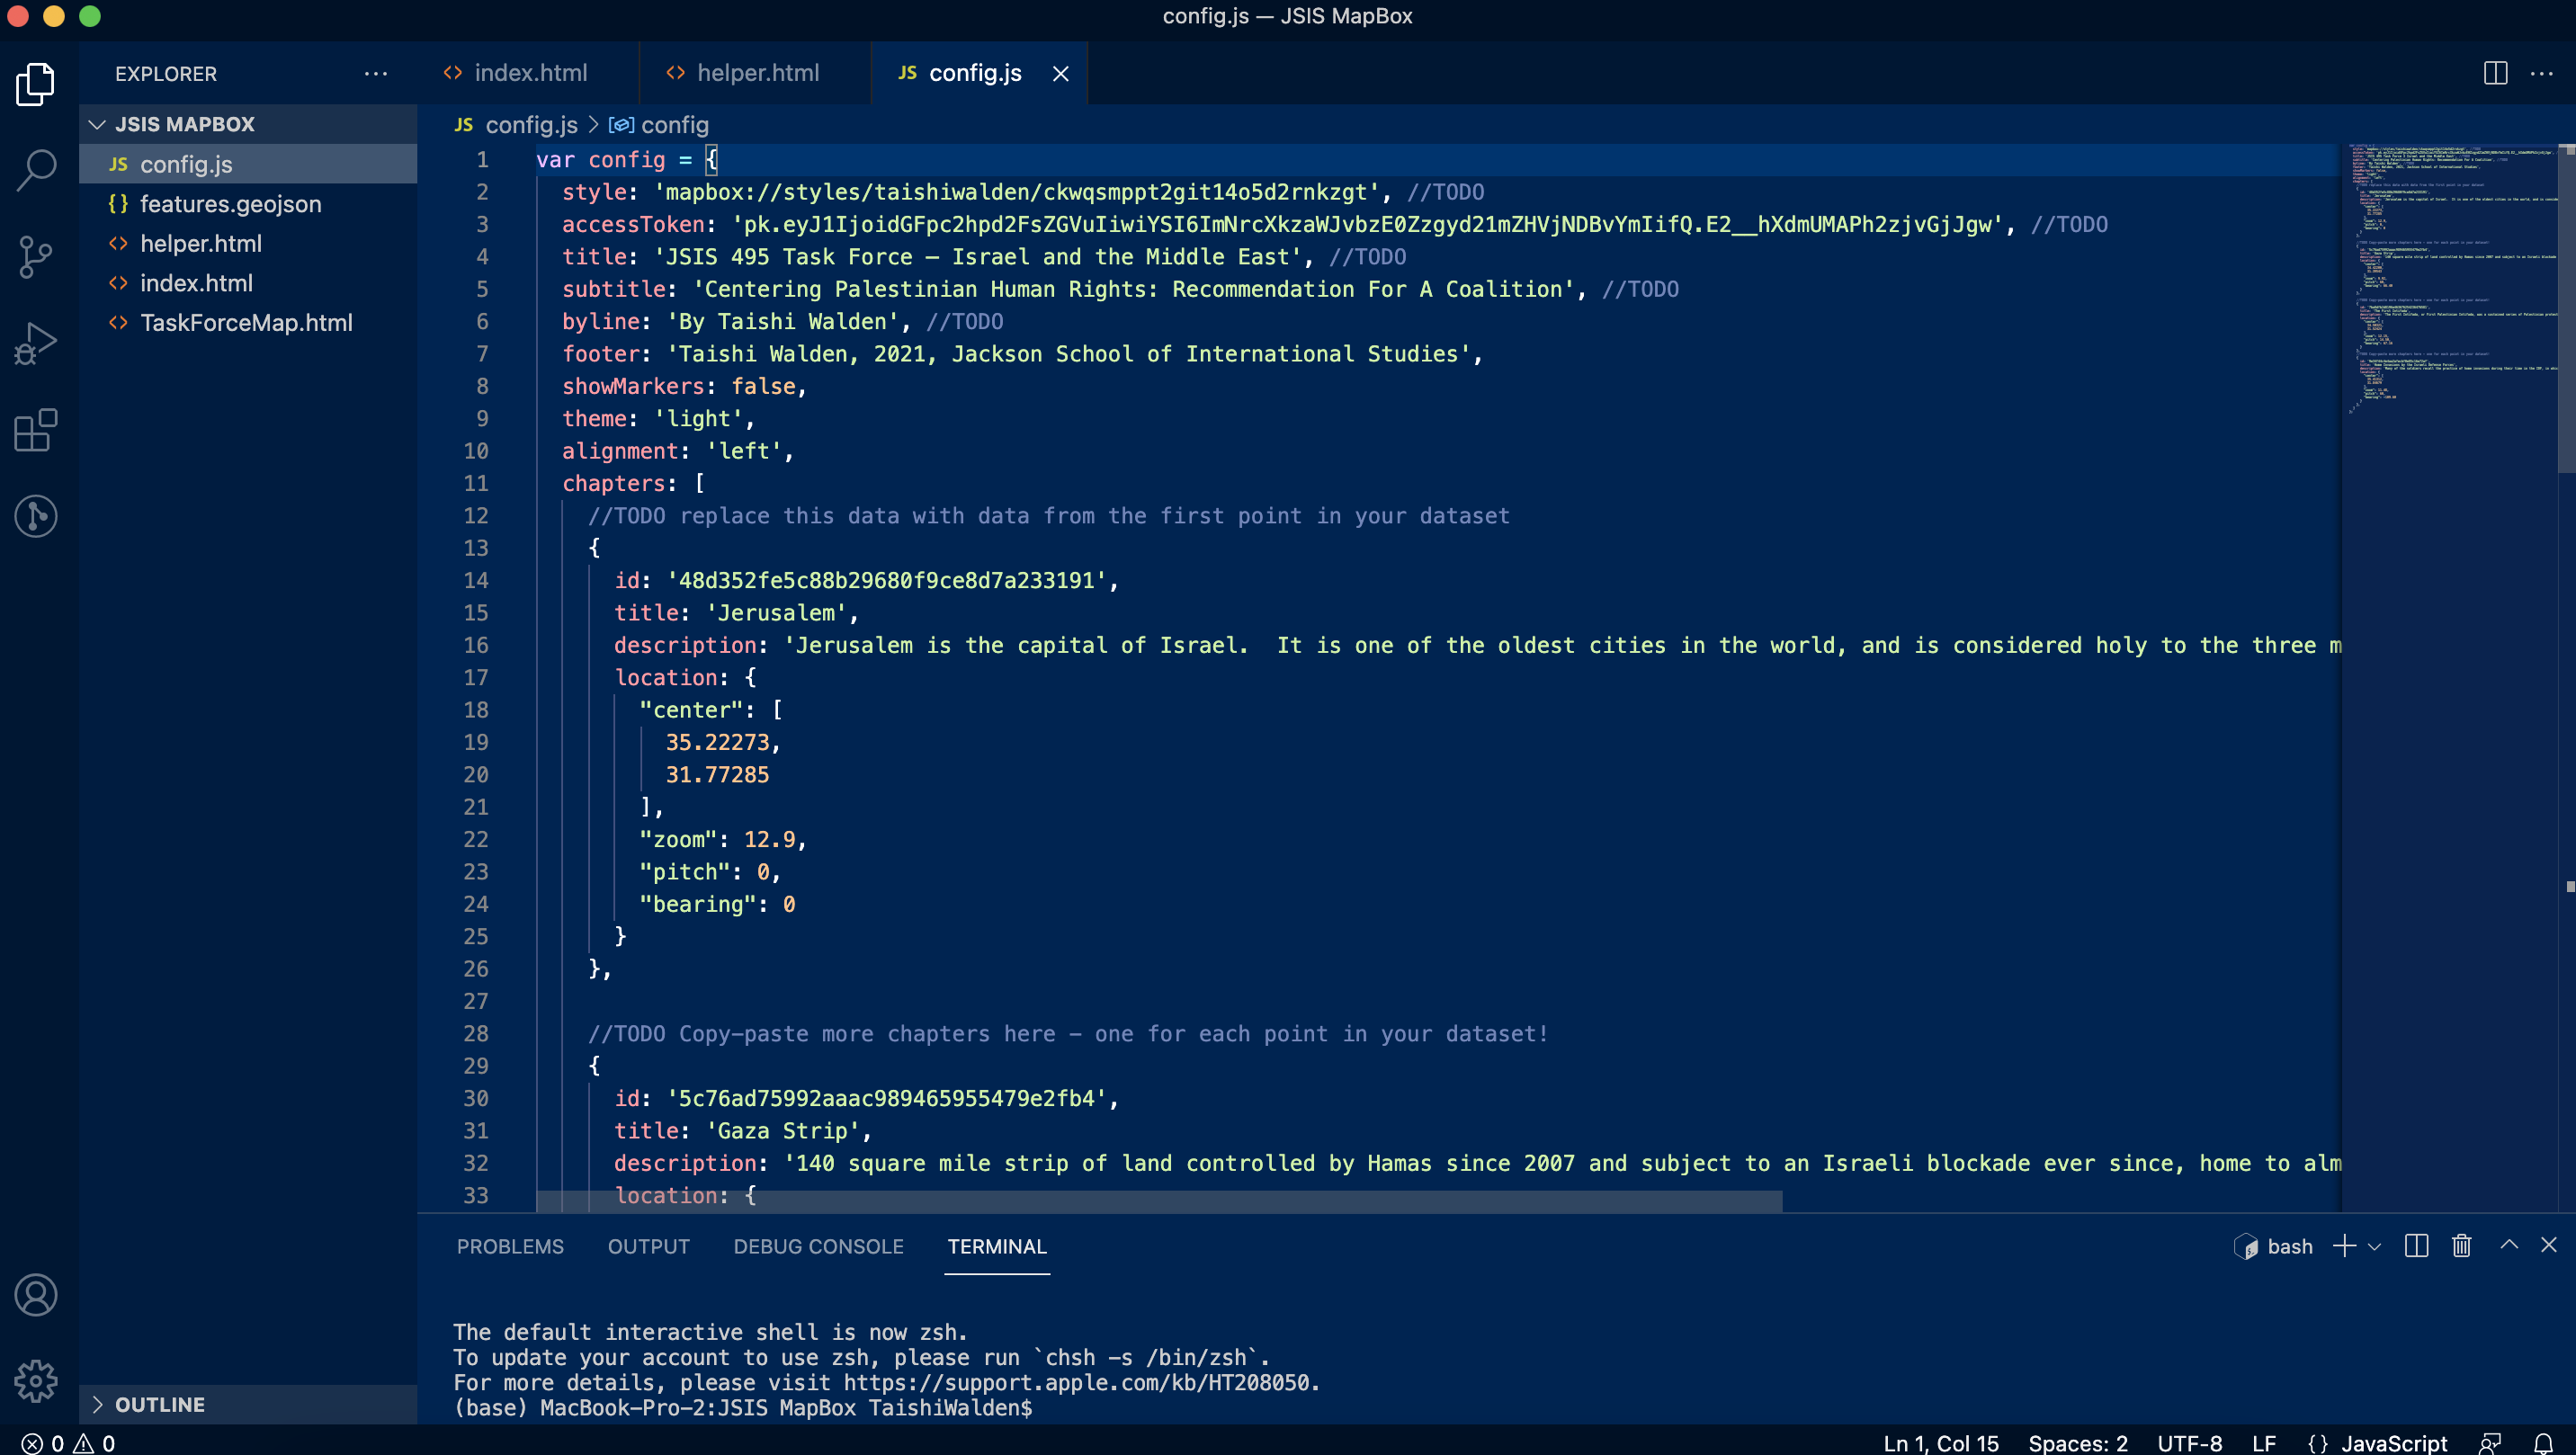 config.js — JSIS MapBox
EXPLORER
index.html
helper.html
JS config.js
JSIS MAPBOX
JS config.js
{} features.geojson
<> helper.html
<> index.html
<> TaskForceMap.html
OUTLINE
JS config.js > config
1 var config = {
2 style: 'mapbox://styles/taishiwalden/ckwqsmppt2git14o5d2rnkzgt', //TODO
3 accessToken: 'pk.eyJ1IjoidGFpc2hpd2FsZGVuIiwiYSI6ImNrcXkzaWJvbzE0Zzgyd21mZHVjNDBvYmIifQ.E2__hXdmUMAPh2zjvGjJgw', //TODO
4 title: 'JSIS 495 Task Force – Israel and the Middle East', //TODO
5 subtitle: 'Centering Palestinian Human Rights: Recommendation For A Coalition', //TODO
6 byline: 'By Taishi Walden', //TODO
7 footer: 'Taishi Walden, 2021, Jackson School of International Studies',
8 showMarkers: false,
9 theme: 'light',
10 alignment: 'left',
11 chapters: [
12 //TODO replace this data with data from the first point in your dataset
13 {
14 id: '48d352fe5c88b29680f9ce8d7a233191',
15 title: 'Jerusalem',
16 description: 'Jerusalem is the capital of Israel.  It is one of the oldest cities in the world, and is considered holy to the three m
17 location: {
18 "center": [
19 35.22273,
20 31.77285
21 ],
22 "zoom": 12.9,
23 "pitch": 0,
24 "bearing": 0
25 }
26 },
27
28 //TODO Copy-paste more chapters here – one for each point in your dataset!
29 {
30 id: '5c76ad75992aaac989465955479e2fb4',
31 title: 'Gaza Strip',
32 description: '140 square mile strip of land controlled by Hamas since 2007 and subject to an Israeli blockade ever since, home to alm
33 location: {
PROBLEMS OUTPUT DEBUG CONSOLE TERMINAL
bash
The default interactive shell is now zsh.
To update your account to use zsh, please run `chsh -s /bin/zsh`.
For more details, please visit https://support.apple.com/kb/HT208050.
(base) MacBook-Pro-2:JSIS MapBox TaishiWalden$
0 0
Ln 1, Col 15 Spaces: 2 UTF-8 LF {} JavaScript